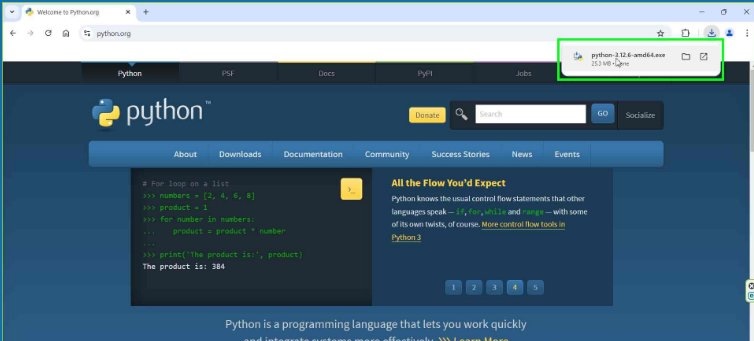 Welcome to Python.org
python.org
python-3.12.6-amd64.exe
25.3 MB • Done
Python
PSF
Docs
PyPI
Jobs
python™
Donate
Search
GO
Socialize
About
Downloads
Documentation
Community
Success Stories
News
Events
# For loop on a list
>>> numbers = [2, 4, 6, 8]
>>> product = 1
>>> for number in numbers:
...    product = product * number
...
>>> print('The product is:', product)
The product is: 384
>_
All the Flow You'd Expect
Python knows the usual control flow statements that other
languages speak — if, for, while and range — with some
of its own twists, of course. More control flow tools in
Python 3
1
2
3
4
5
Python is a programming language that lets you work quickly
and integrate systems more effectively. >>> Learn More